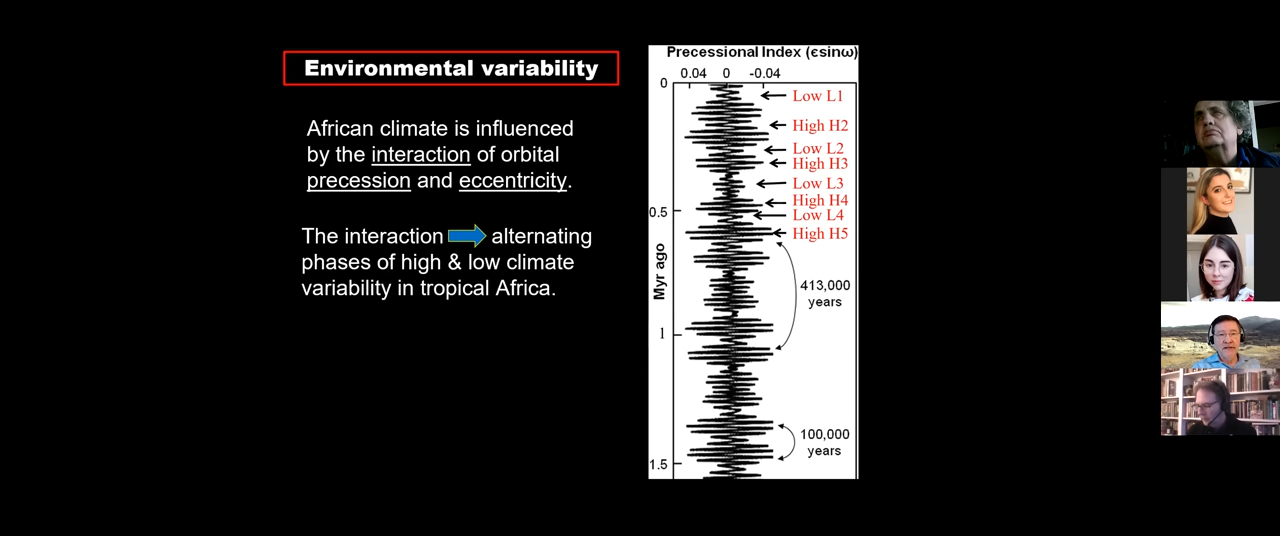 Environmental variability
African climate is influenced
by the interaction of orbital
precession and eccentricity.
The interaction alternating
phases of high & low climate
variability in tropical Africa.
Precessional Index (ϵsinω)
0.04 0 -0.04
0
0.5
1
1.5
Myr ago
Low L1
High H2
Low L2
High H3
Low L3
High H4
Low L4
High H5
413,000
years
100,000
years